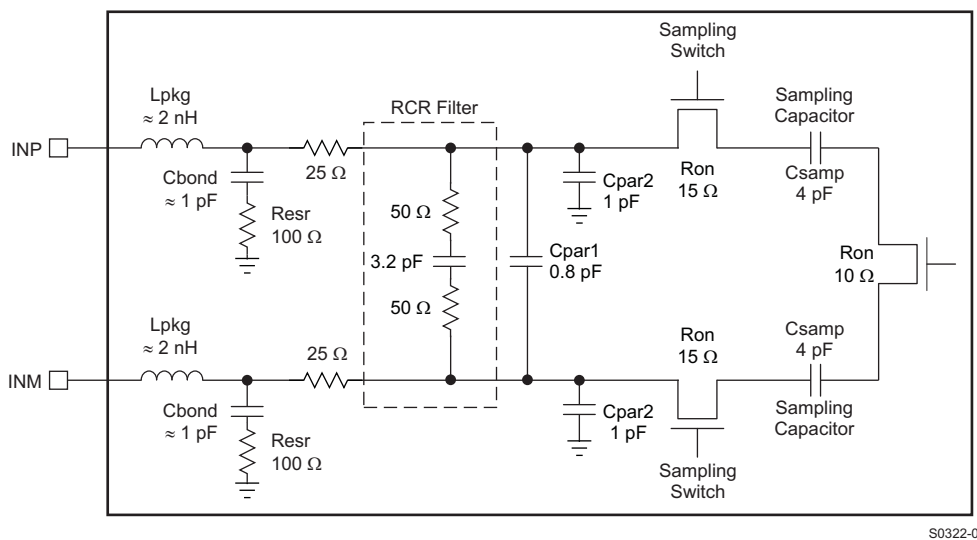 Sampling
Switch
Lpkg
≈ 2 nH
RCR Filter
Sampling
Capacitor
INP
25 Ω
Cbond
≈ 1 pF
Resr
100 Ω
50 Ω
3.2 pF
50 Ω
Cpar1
0.8 pF
Cpar2
1 pF
Ron
15 Ω
Csamp
4 pF
Ron
10 Ω
Lpkg
≈ 2 nH
25 Ω
Ron
15 Ω
Csamp
4 pF
INM
Cbond
≈ 1 pF
Resr
100 Ω
Cpar2
1 pF
Sampling
Capacitor
Sampling
Switch